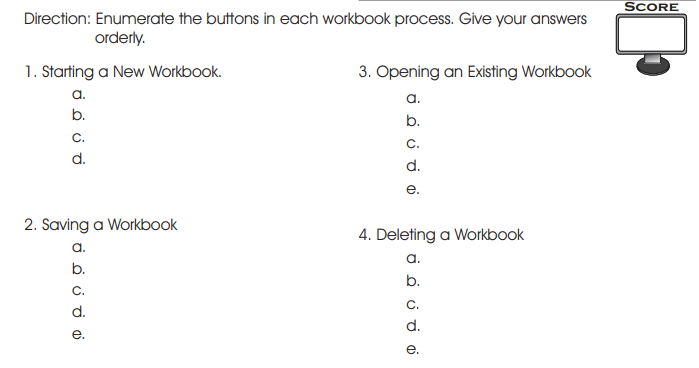 Direction: Enumerate the buttons in each workbook process. Give your answers
orderly.
SCORE
1. Starting a New Workbook.
a.
b.
c.
d.
2. Saving a Workbook
a.
b.
c.
d.
e.
3. Opening an Existing Workbook
a.
b.
c.
d.
e.
4. Deleting a Workbook
a.
b.
c.
d.
e.